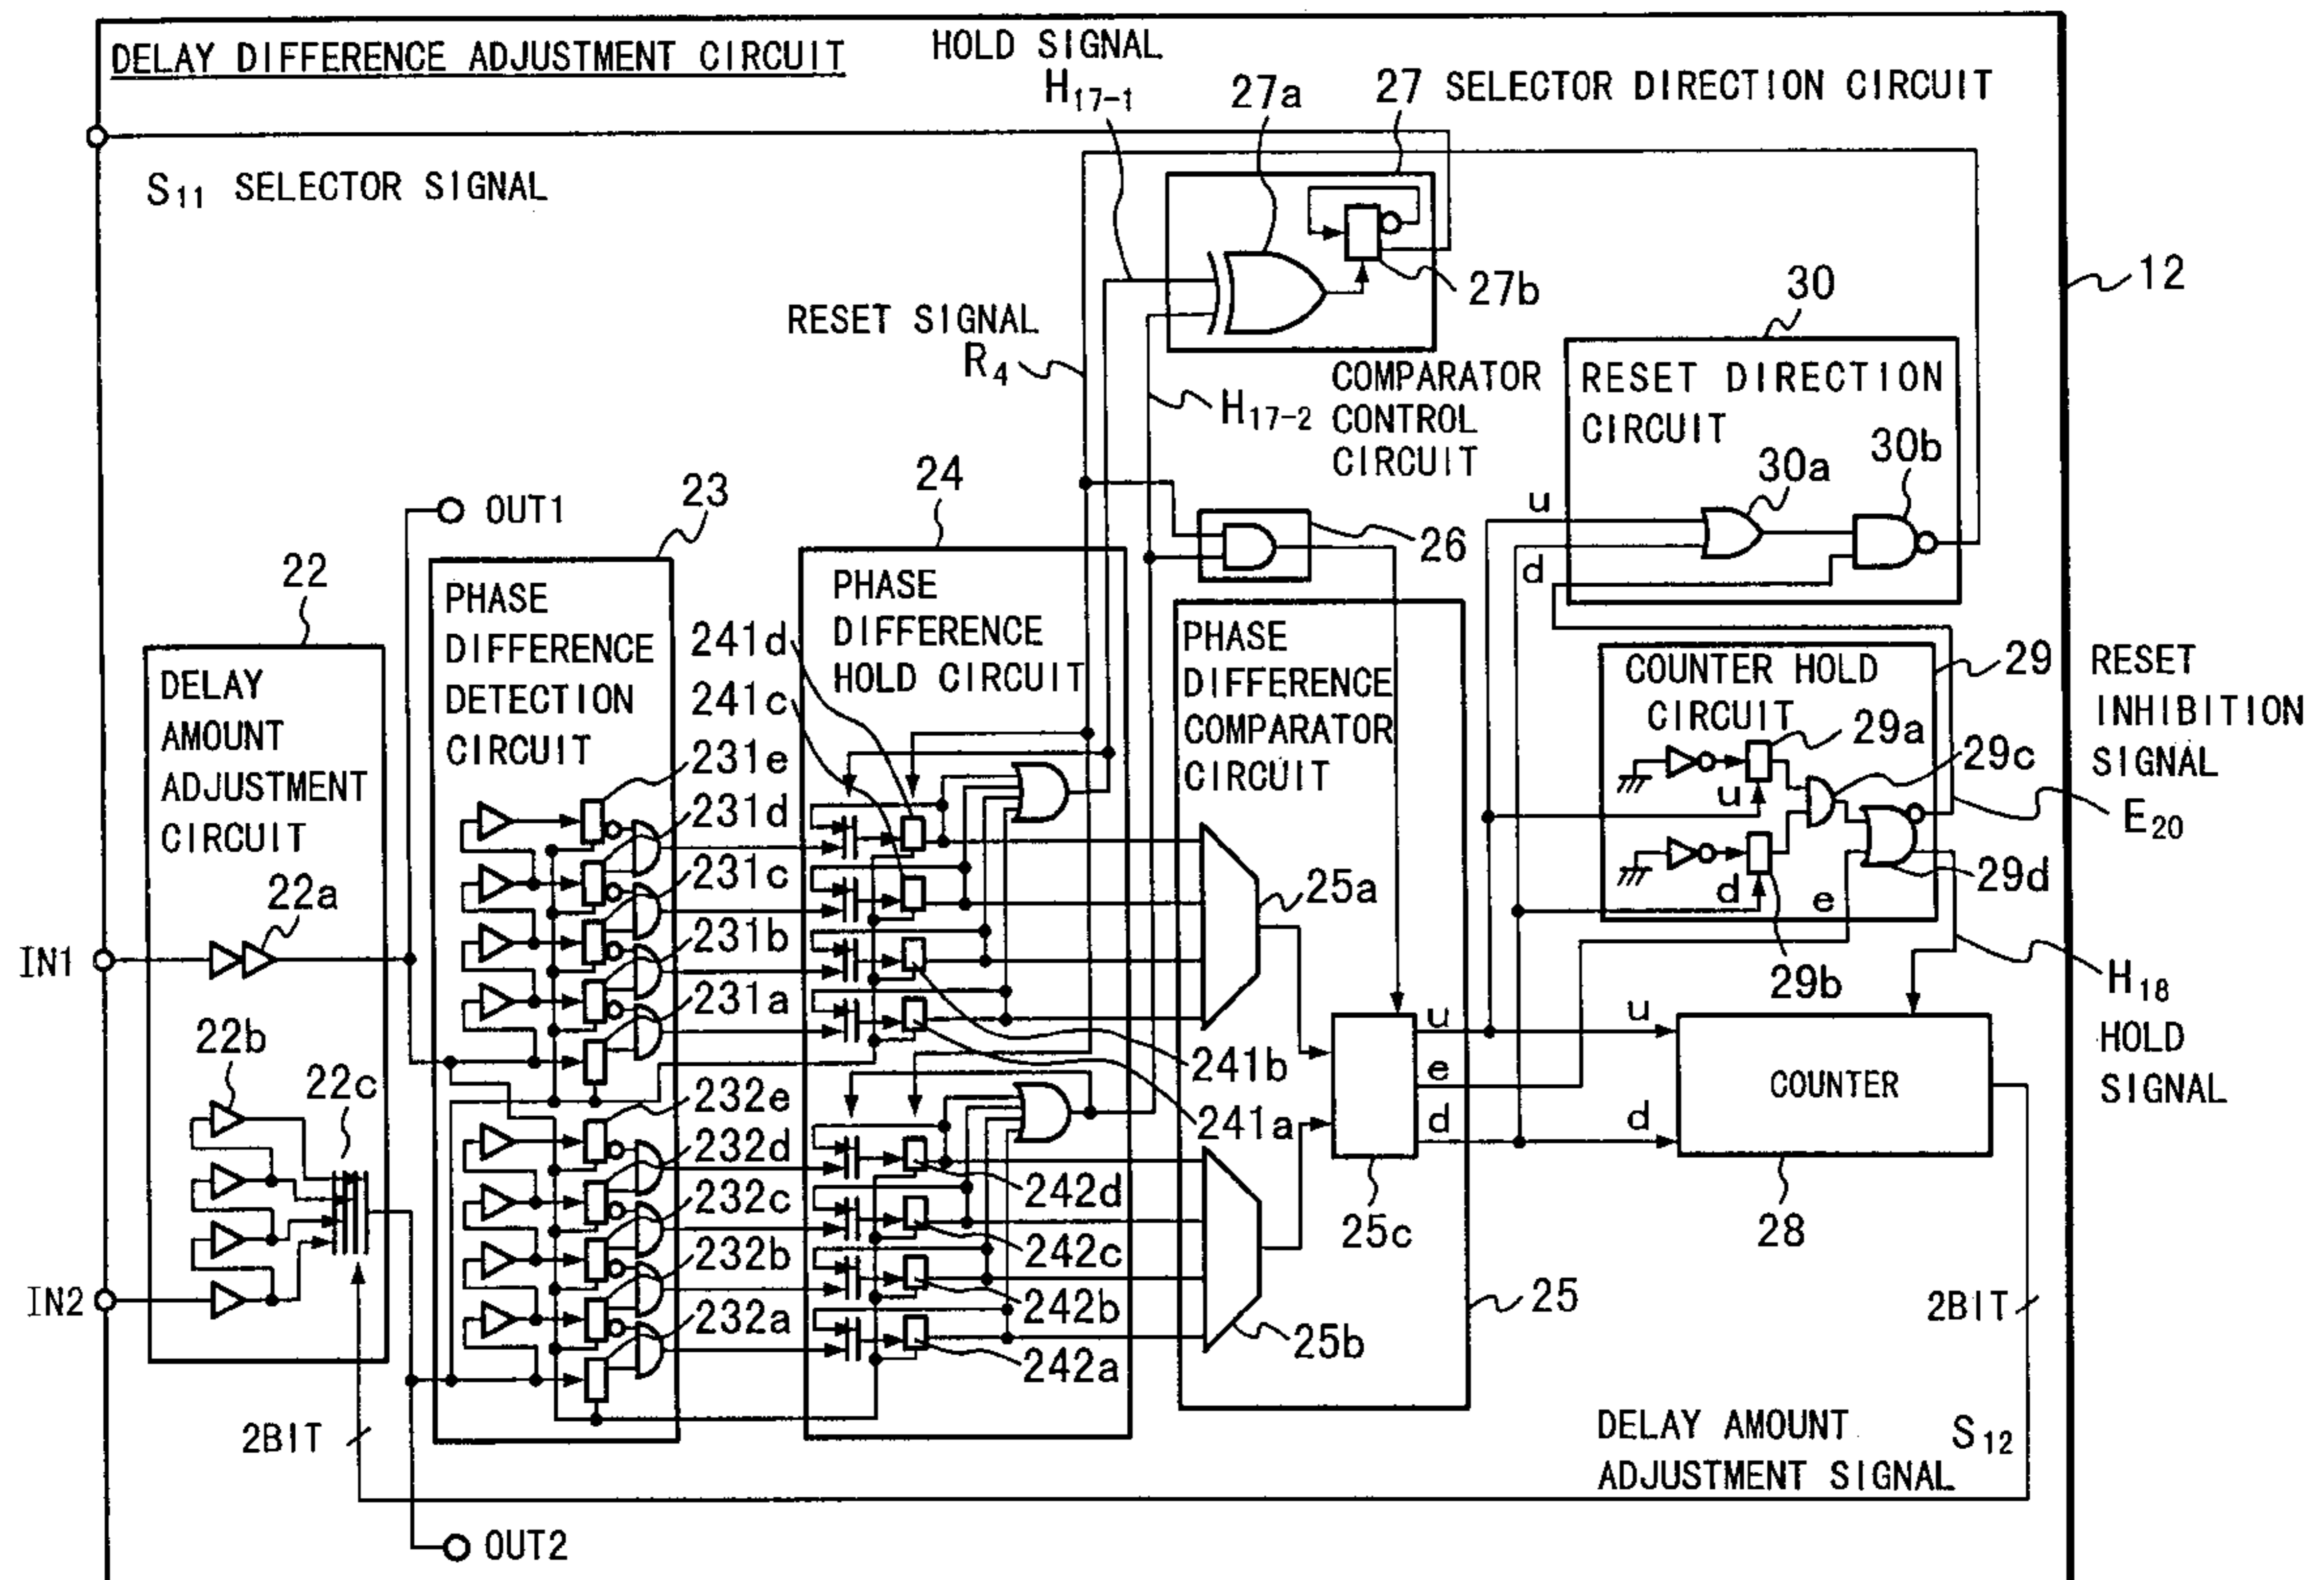 DELAY DIFFERENCE ADJUSTMENT CIRCUIT
HOLD SIGNAL
H17-1
27a
27 SELECTOR DIRECTION CIRCUIT
S11 SELECTOR SIGNAL
27b
12
RESET SIGNAL
R4
H17-2
COMPARATOR
CONTROL
CIRCUIT
30
RESET DIRECTION
CIRCUIT
30a
30b
u
d
OUT1
23
24
26
22
DELAY
AMOUNT
ADJUSTMENT
CIRCUIT
22a
22b
22c
IN1
IN2
PHASE
DIFFERENCE
DETECTION
CIRCUIT
231e
231d
231c
231b
231a
232e
232d
232c
232b
232a
PHASE
DIFFERENCE
HOLD CIRCUIT
241d
241c
241b
241a
242d
242c
242b
242a
PHASE
DIFFERENCE
COMPARATOR
CIRCUIT
25a
25b
25c
25
u
e
d
COUNTER HOLD
CIRCUIT
29
29a
29c
u
d
e
29b
29d
RESET
INHIBITION
SIGNAL
E20
H18
HOLD
SIGNAL
u
d
COUNTER
28
2BIT
2BIT
DELAY AMOUNT
ADJUSTMENT SIGNAL
S12
OUT2